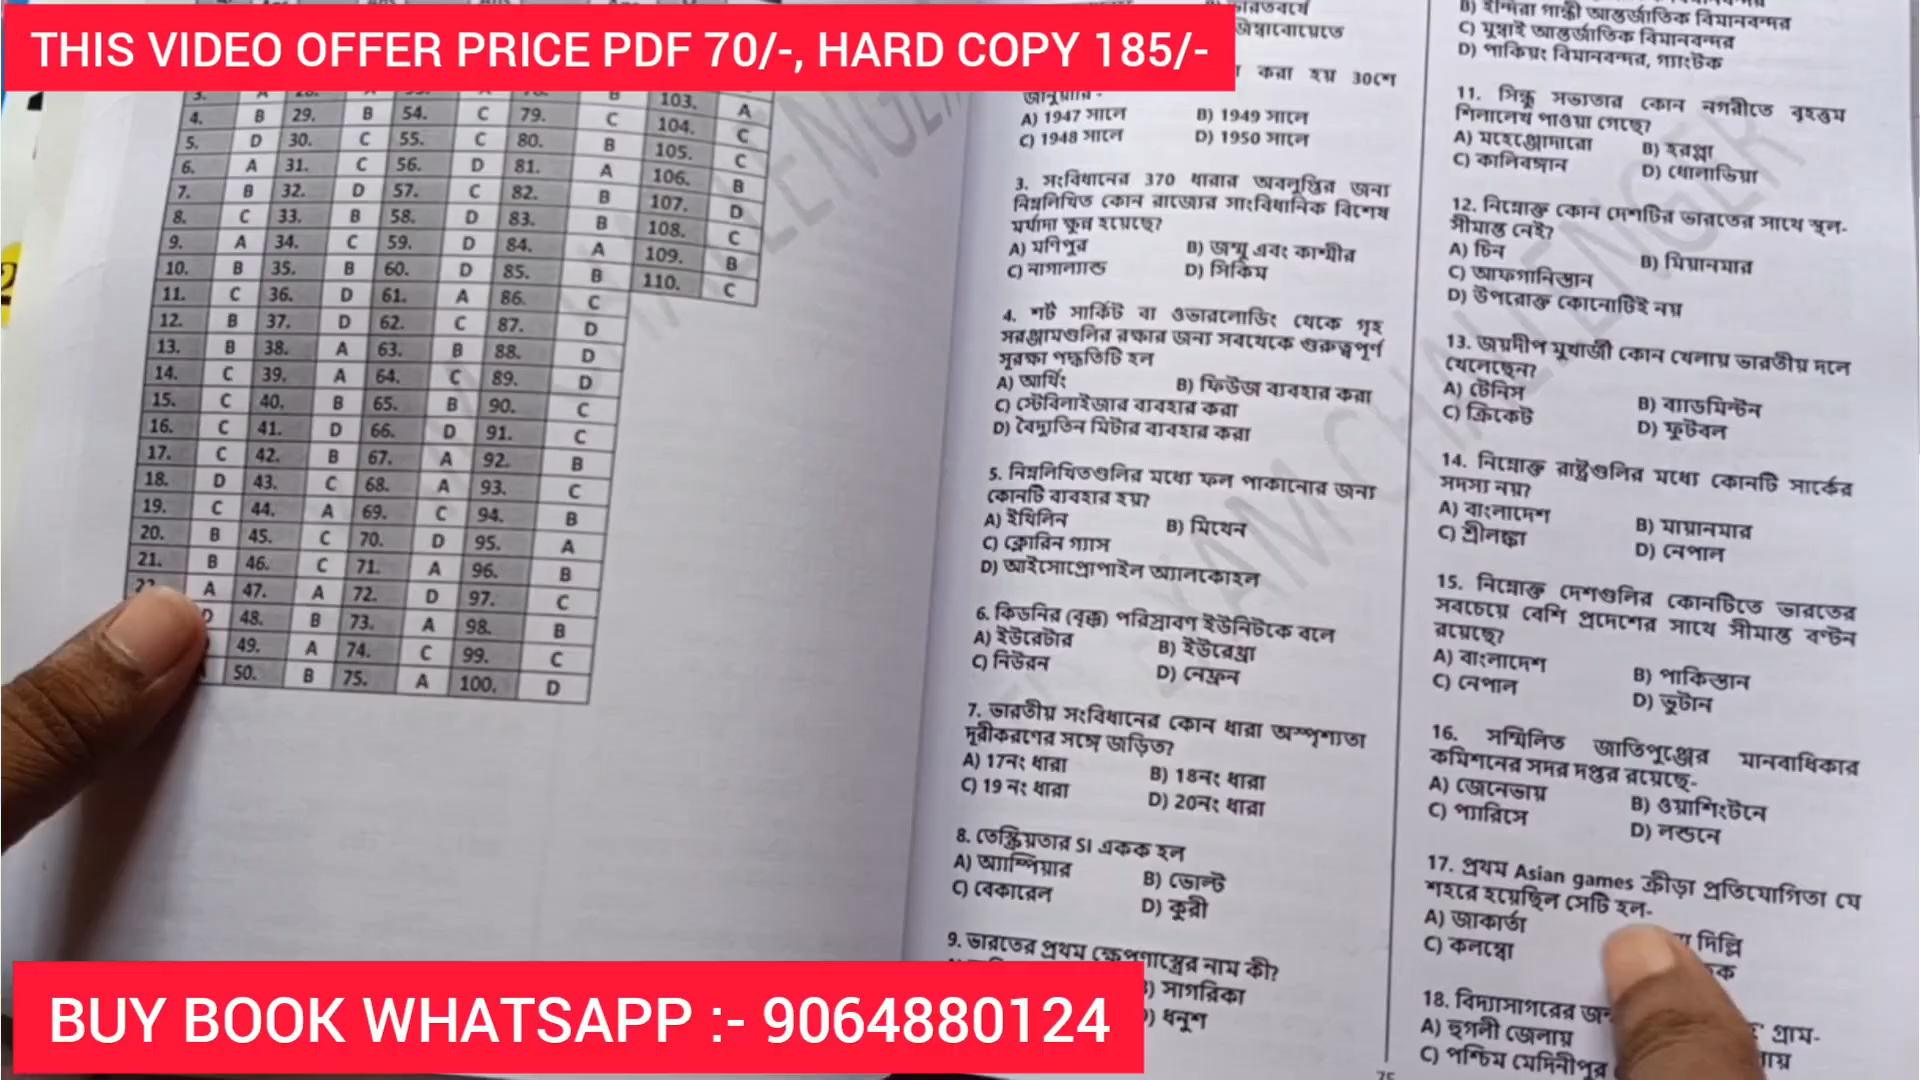 THIS VIDEO OFFER PRICE PDF 70/-, HARD COPY 185/-
103. A
4. B 29. B 54. C 79. C 104. C
5. D 30. C 55. C 80. B 105. C
6. A 31. C 56. D 81. A 106. B
7. B 32. D 57. C 82. B 107. D
8. C 33. B 58. D 83. B 108. C
9. A 34. C 59. D 84. A 109. B
10. B 35. B 60. D 85. B 110. C
11. C 36. D 61. A 86. C
12. B 37. D 62. C 87. D
13. B 38. A 63. B 88. D
14. C 39. A 64. C 89. D
15. C 40. B 65. B 90. C
16. C 41. D 66. D 91. C
17. C 42. B 67. A 92. B
18. D 43. C 68. A 93. C
19. C 44. A 69. C 94. B
20. B 45. C 70. D 95. A
21. B 46. C 71. A 96. B
A 47. A 72. D 97. C
48. B 73. A 98. B
49. A 74. C 99. C
50. B 75. A 100. D
করা হয় 30শে
জানুয়ারি -
A) 1947 সালে B) 1949 সালে
C) 1948 সালে D) 1950 সালে
3. সংবিধানের 370 ধারার অবলুপ্তির জন্য
নিম্নলিখিত কোন রাজ্যের সাংবিধানিক বিশেষ
মর্যাদা ক্ষুন্ন হয়েছে?
A) মণিপুর B) জম্মু এবং কাশ্মীর
C) নাগাল্যান্ড D) সিকিম
4. শর্ট সার্কিট বা ওভারলোডিং থেকে গৃহ
সরঞ্জামগুলির রক্ষার জন্য সবথেকে গুরুত্বপূর্ণ
সুরক্ষা পদ্ধতিটি হল
A) আর্থিং B) ফিউজ ব্যবহার করা
C) স্টেবিলাইজার ব্যবহার করা
D) বৈদ্যুতিন মিটার ব্যবহার করা
5. নিম্নলিখিতগুলির মধ্যে ফল পাকানোর জন্য
কোনটি ব্যবহার হয়?
A) ইথিলিন B) মিথেন
C) ক্লোরিন গ্যাস
D) আইসোপ্রোপাইল অ্যালকোহল
6. কিডনির (বৃক্ক) পরিস্রাবণ ইউনিটকে বলে
A) ইউরেটার B) ইউরেথ্রা
C) নিউরন D) নেফ্রন
7. ভারতীয় সংবিধানের কোন ধারা অস্পৃশ্যতা
দূরীকরণের সঙ্গে জড়িত?
A) 17নং ধারা B) 18নং ধারা
C) 19 নং ধারা D) 20নং ধারা
8. তেস্ক্রিয়তার SI একক হল
A) অ্যাম্পিয়ার B) ভোল্ট
C) বেকারেল D) কুরী
9. ভারতের প্রথম ক্ষেপণাস্ত্রের নাম কী?
B) সাগরিকা
D) ধনুশ
B) ইন্দিরা গান্ধী আন্তর্জাতিক বিমানবন্দর
C) মুম্বাই আন্তর্জাতিক বিমানবন্দর
D) পাকিয়ং বিমানবন্দর, গ্যাংটক
11. সিন্ধু সভ্যতার কোন নগরীতে বৃহত্তম
শিলালেখ পাওয়া গেছে?
A) মহেঞ্জোদারো B) হরপ্পা
C) কালিবঙ্গান D) ধোলাভিয়া
12. নিম্নোক্ত কোন দেশটির ভারতের সাথে স্থল-
সীমান্ত নেই?
A) চিন B) মিয়ানমার
C) আফগানিস্তান
D) উপরোক্ত কোনোটিই নয়
13. জয়দীপ মুখার্জী কোন খেলায় ভারতীয় দলে
খেলেছেন?
A) টেনিস B) ব্যাডমিন্টন
C) ক্রিকেট D) ফুটবল
14. নিম্নোক্ত রাষ্ট্রগুলির মধ্যে কোনটি সার্কের
সদস্য নয়?
A) বাংলাদেশ B) মায়ানমার
C) শ্রীলঙ্কা D) নেপাল
15. নিম্নোক্ত দেশগুলির কোনটিতে ভারতের
সবচেয়ে বেশি প্রদেশের সাথে সীমান্ত বণ্টন
রয়েছে?
A) বাংলাদেশ B) পাকিস্তান
C) নেপাল D) ভুটান
16. সম্মিলিত জাতিপুঞ্জের মানবাধিকার
কমিশনের সদর দপ্তর রয়েছে-
A) জেনেভায় B) ওয়াশিংটনে
C) প্যারিসে D) লন্ডনে
17. প্রথম Asian games ক্রীড়া প্রতিযোগিতা যে
শহরে হয়েছিল সেটি হল-
A) জাকার্তা দিল্লি
C) কলম্বো
18. বিদ্যাসাগরের গ্রাম-
A) হুগলী জেলায়
C) পশ্চিম মেদিনীপুর
BUY BOOK WHATSAPP :- 9064880124